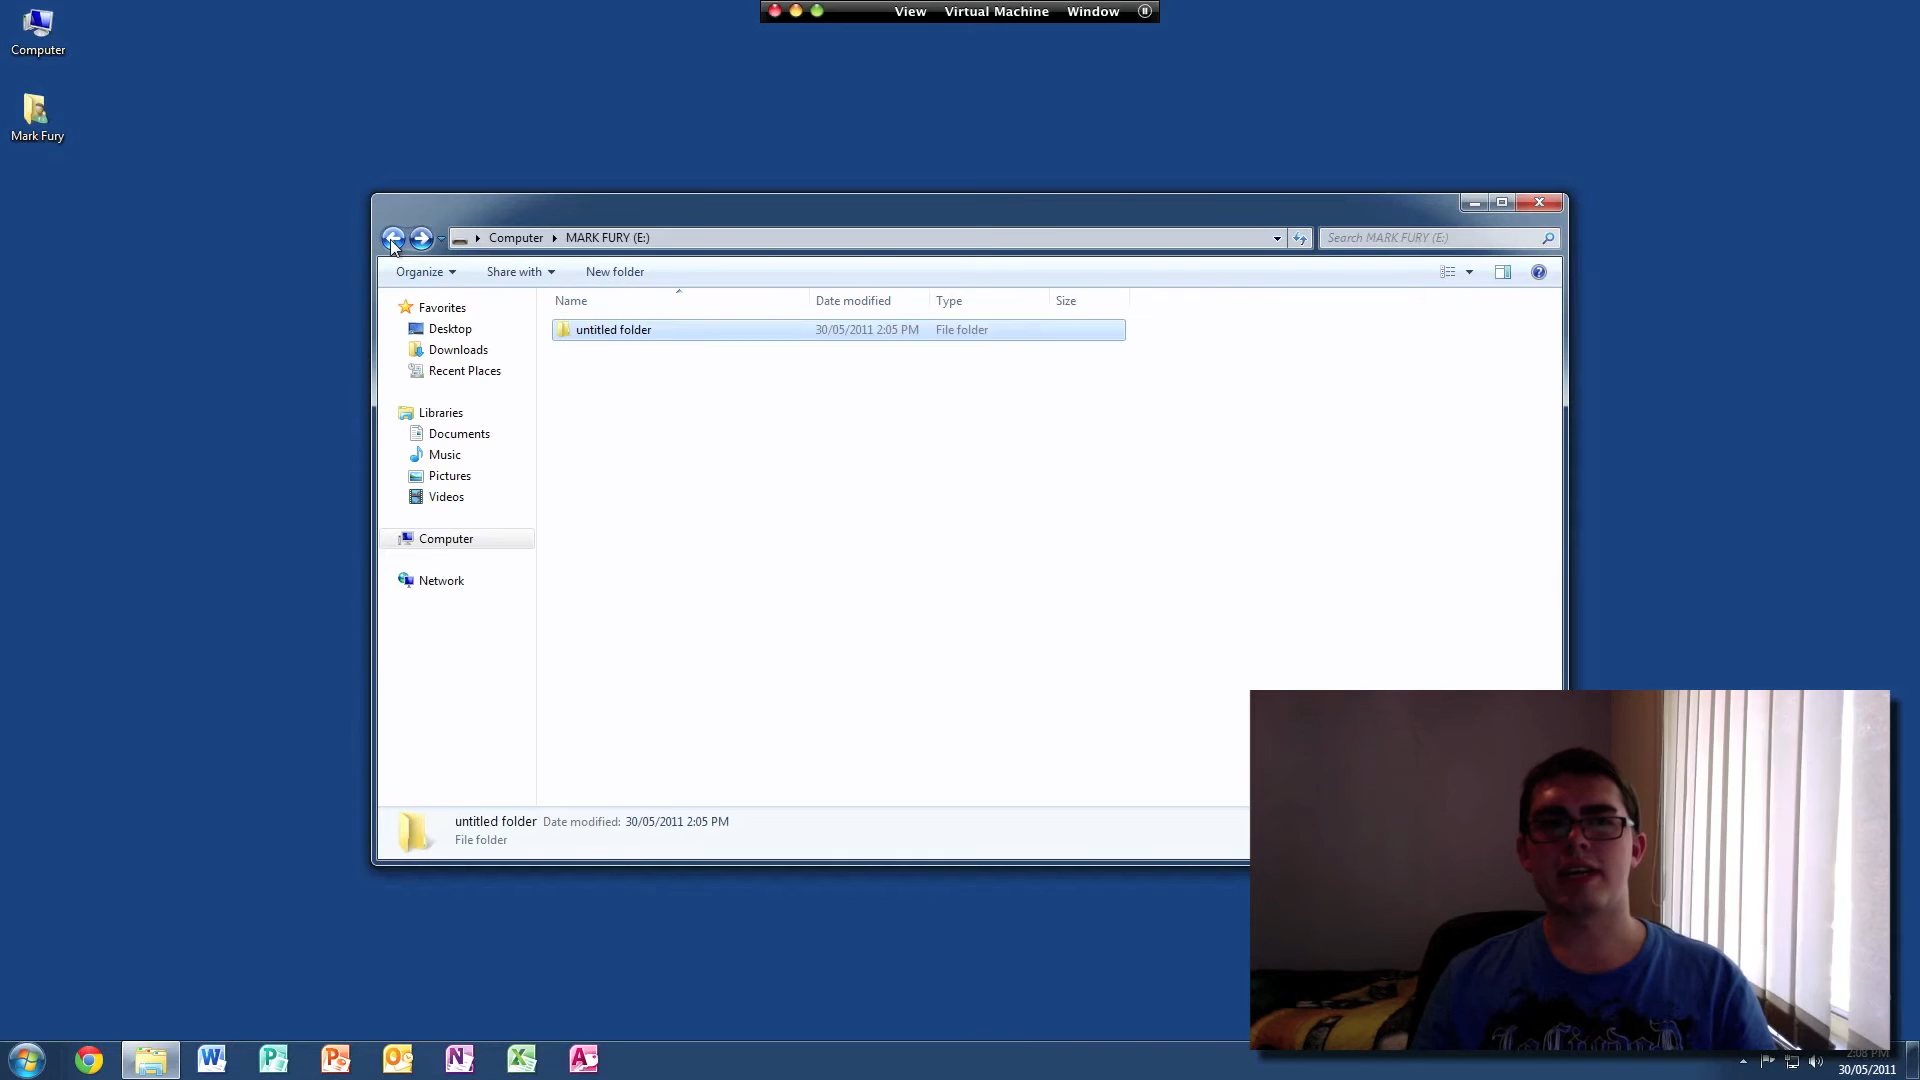 View Virtual Machine Window
Computer
Mark Fury
Computer MARK FURY (E:)
Search MARK FURY (E:)
Organize Share with New folder
Name Date modified Type Size
untitled folder 30/05/2011 2:05 PM File folder
Favorites
Desktop
Downloads
Recent Places
Libraries
Documents
Music
Pictures
Videos
Computer
Network
untitled folder Date modified: 30/05/2011 2:05 PM
File folder
W P P O N X A
2:08 PM
30/05/2011